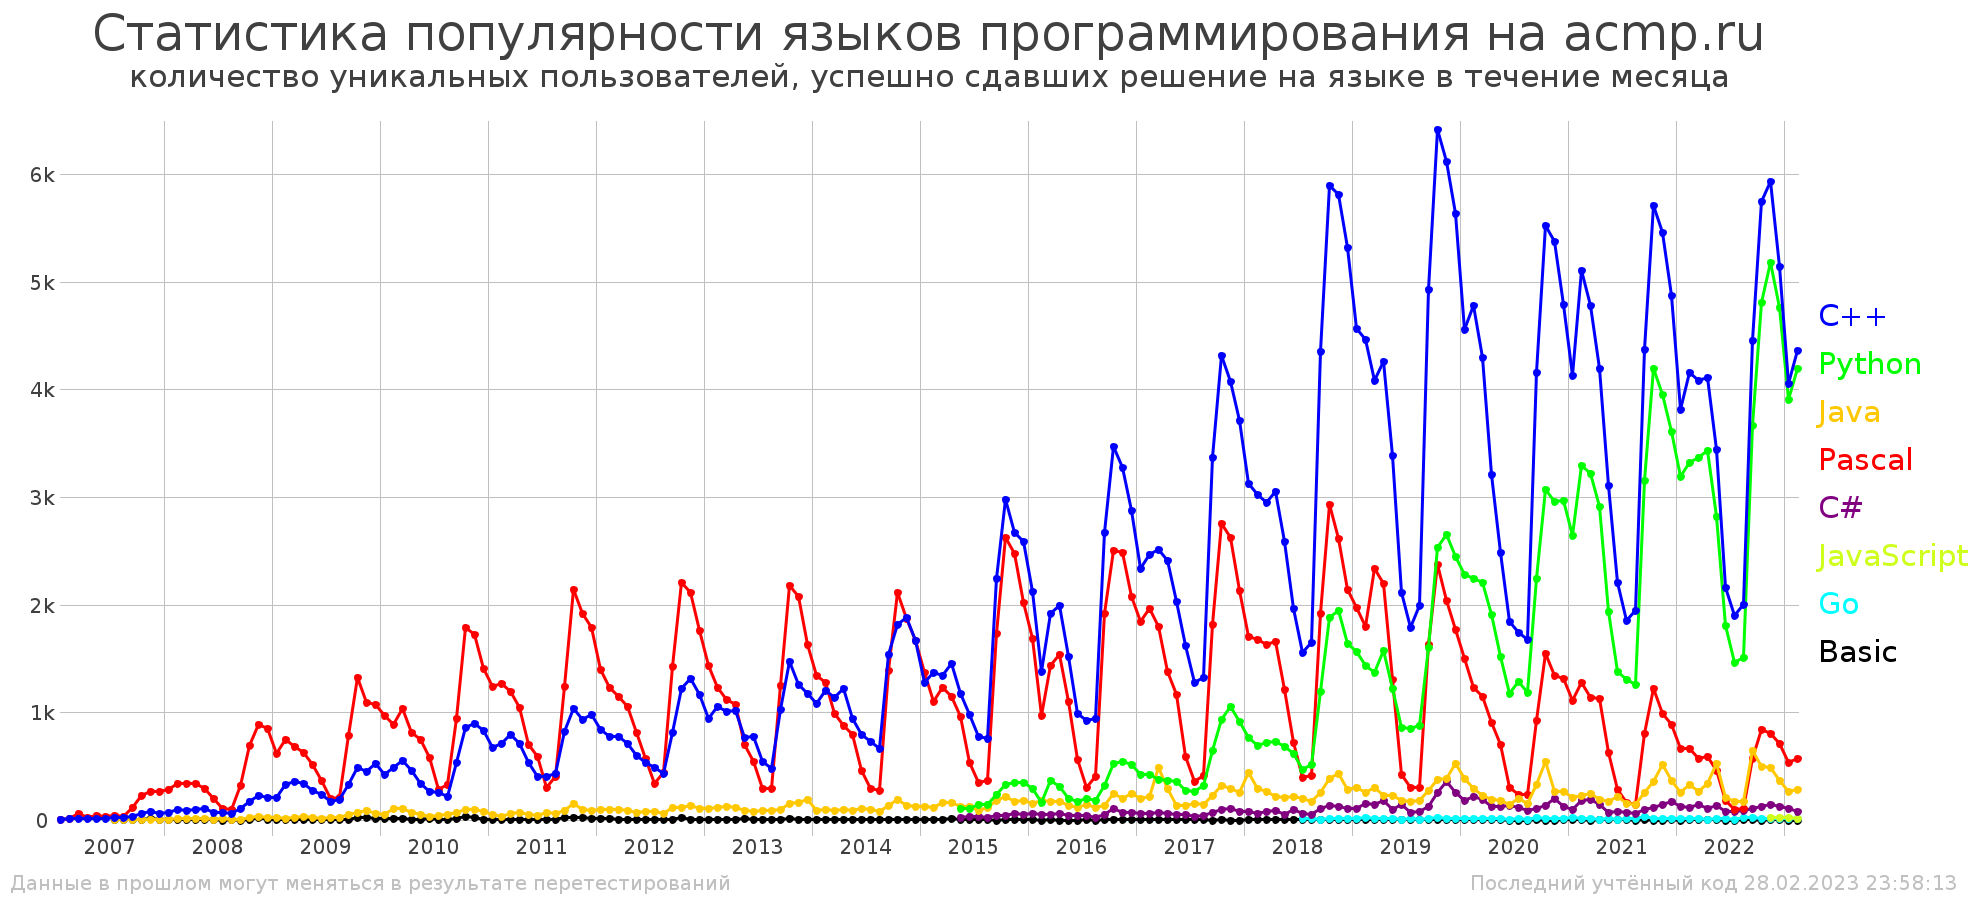 Статистика популярности языков программирования на acmp.ru
количество уникальных пользователей, успешно сдавших решение на языке в течение месяца
6k
5k
4k
3k
2k
1k
0
C++
Python
Java
Pascal
C#
JavaScript
Go
Basic
2007 2008 2009 2010 2011 2012 2013 2014 2015 2016 2017 2018 2019 2020 2021 2022
Данные в прошлом могут меняться в результате перетестирований
Последний учтённый код 28.02.2023 23:58:13